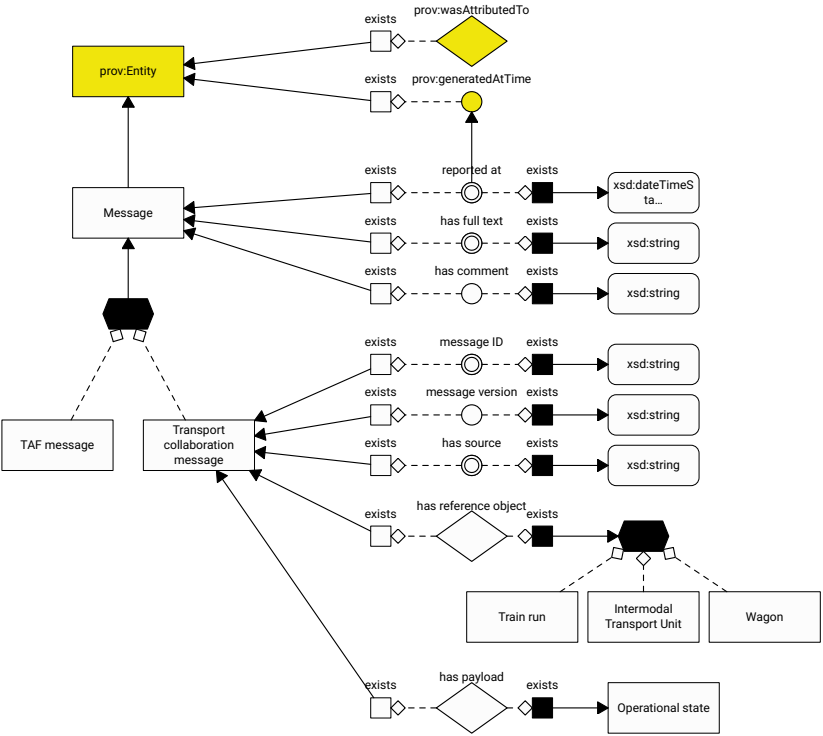 prov:wasAttributedTo
exists
prov:Entity
exists
prov:generatedAtTime
exists
reported at
exists
xsd:dateTimeS
ta...
Message
exists
has full text
exists
xsd:string
exists
has comment
exists
xsd:string
exists
message ID
exists
xsd:string
exists
message version
exists
xsd:string
TAF message
Transport
collaboration
message
exists
has source
exists
xsd:string
exists
has reference object
exists
Train run
Intermodal
Transport Unit
Wagon
exists
has payload
exists
Operational state